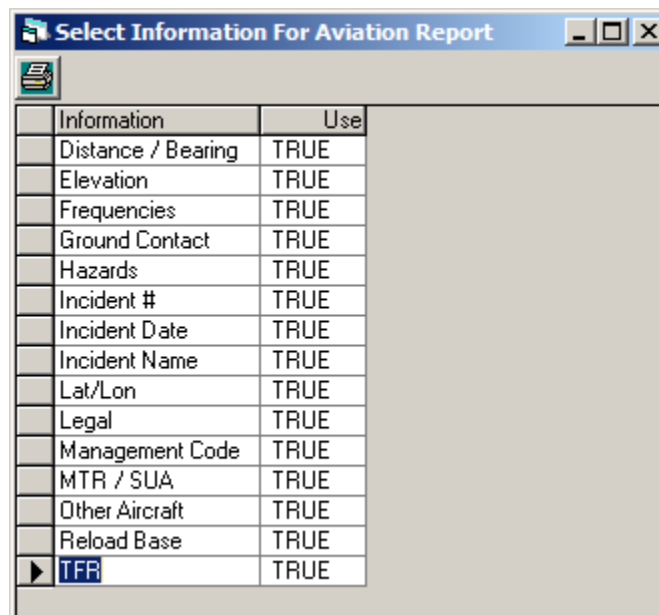 Select Information For Aviation Report
Information Use
Distance / Bearing TRUE
Elevation TRUE
Frequencies TRUE
Ground Contact TRUE
Hazards TRUE
Incident # TRUE
Incident Date TRUE
Incident Name TRUE
Lat/Lon TRUE
Legal TRUE
Management Code TRUE
MTR / SUA TRUE
Other Aircraft TRUE
Reload Base TRUE
TFR TRUE